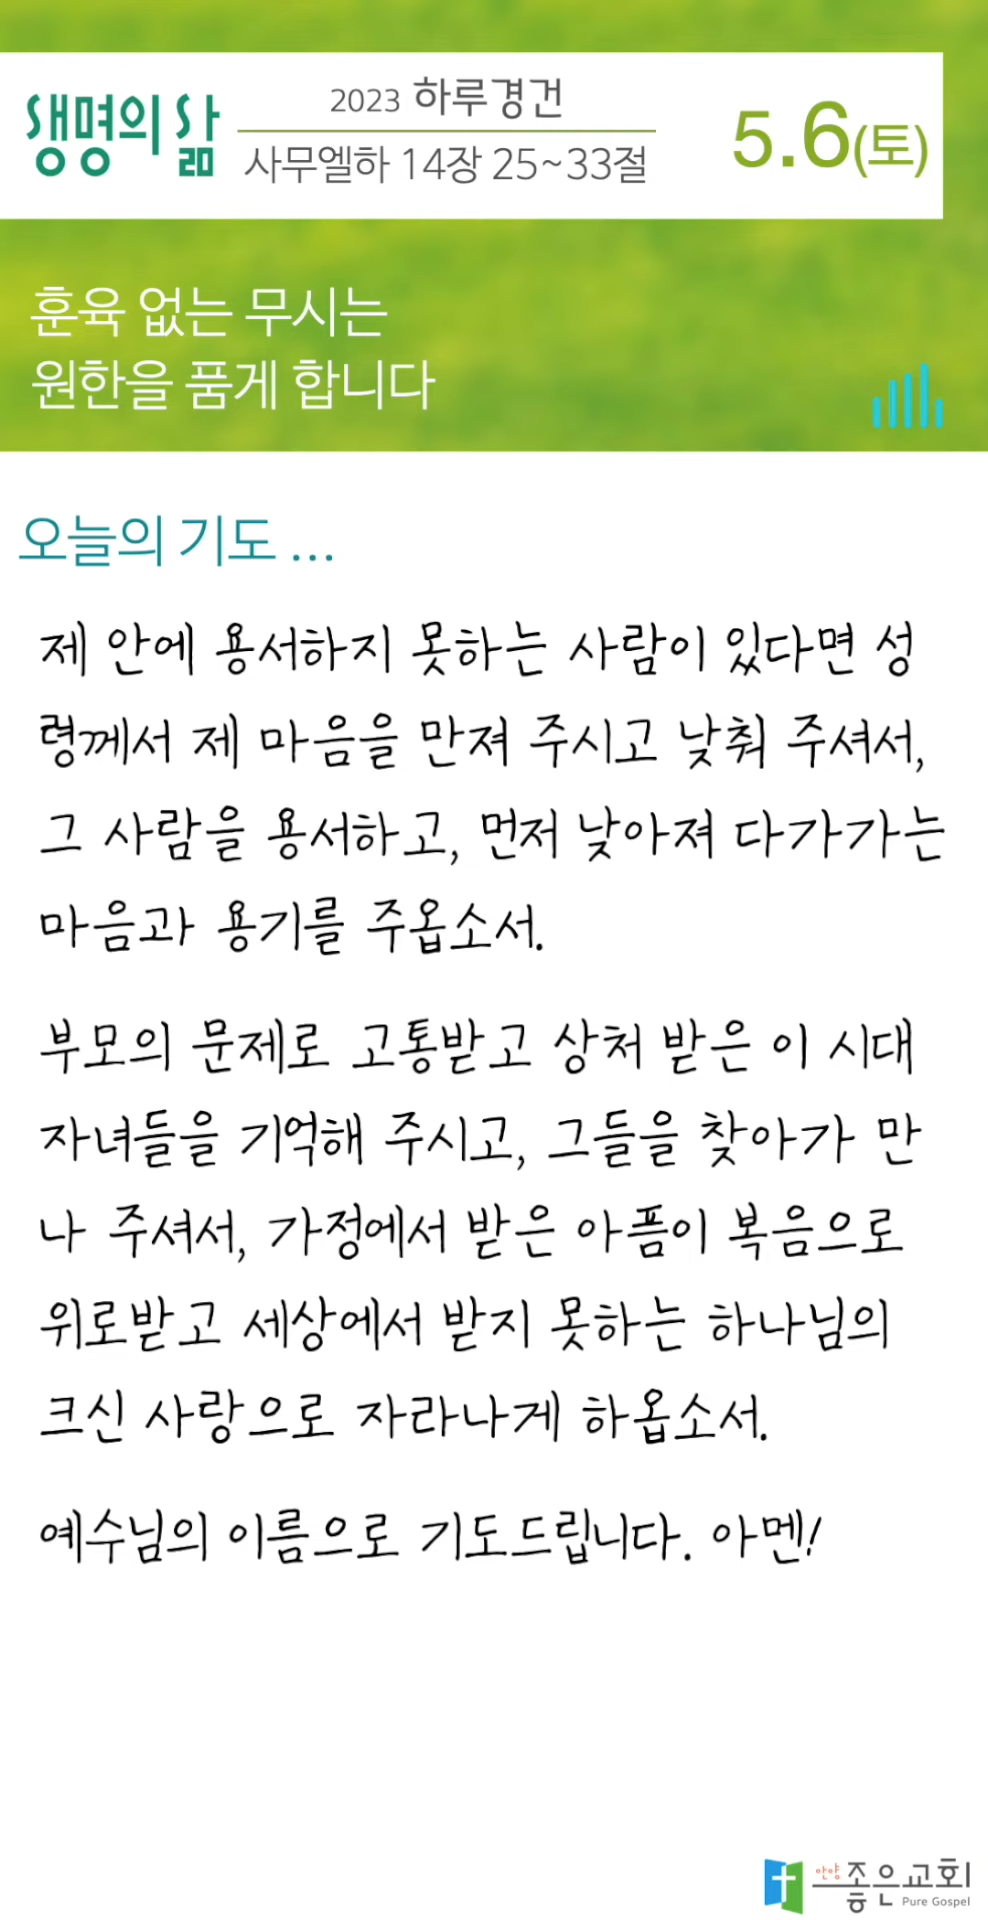 생명의 삶
2023 하루경건
사무엘하 14장 25~33절
5.6(토)
훈육 없는 무시는
원한을 품게 합니다
오늘의 기도 ...
제 안에 용서하지 못하는 사람이 있다면 성
령께서 제 마음을 만져 주시고 낮춰 주셔서,
그 사람을 용서하고, 먼저 낮아져 다가가는
마음과 용기를 주옵소서.
부모의 문제로 고통받고 상처 받은 이 시대
자녀들을 기억해 주시고, 그들을 찾아가 만
나 주셔서, 가정에서 받은 아픔이 복음으로
위로받고 세상에서 받지 못하는 하나님의
크신 사랑으로 자라나게 하옵소서.
예수님의 이름으로 기도드립니다. 아멘!
안양 좋은교회
Pure Gospel